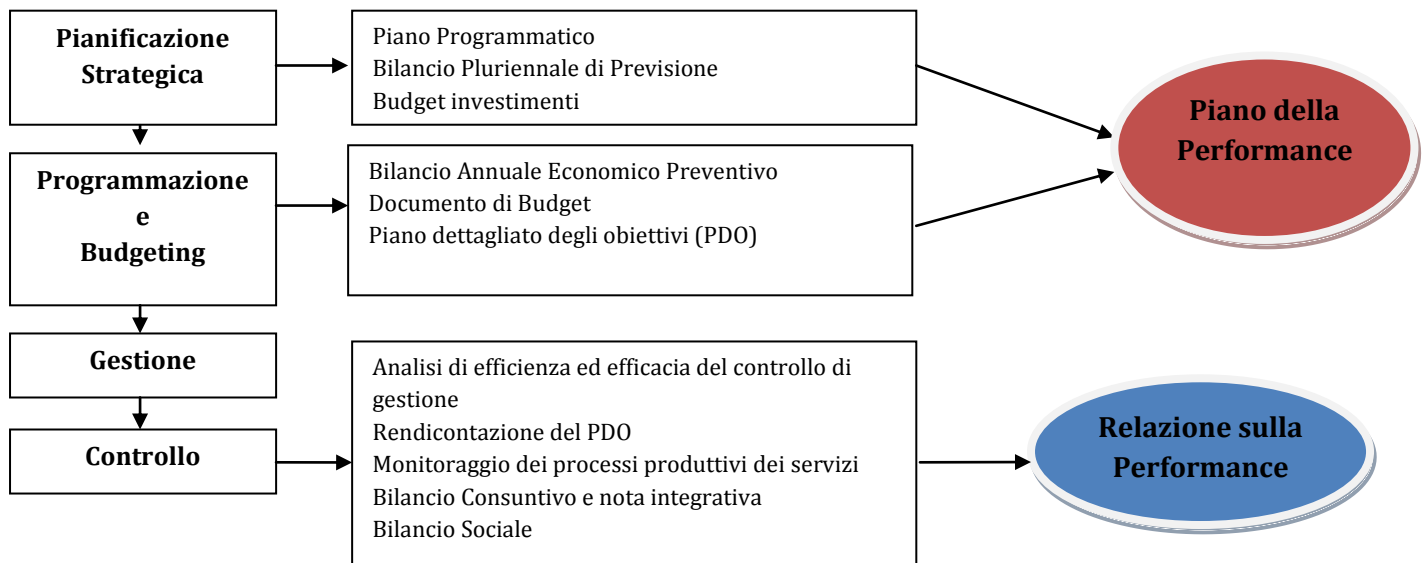 Pianificazione
Strategica
Piano Programmatico
Bilancio Pluriennale di Previsione
Budget investimenti
Piano della
Performance
Programmazione
e
Budgeting
Bilancio Annuale Economico Preventivo
Documento di Budget
Piano dettagliato degli obiettivi (PDO)
Gestione
Controllo
Analisi di efficienza ed efficacia del controllo di
gestione
Rendicontazione del PDO
Monitoraggio dei processi produttivi dei servizi
Bilancio Consuntivo e nota integrativa
Bilancio Sociale
Relazione sulla
Performance